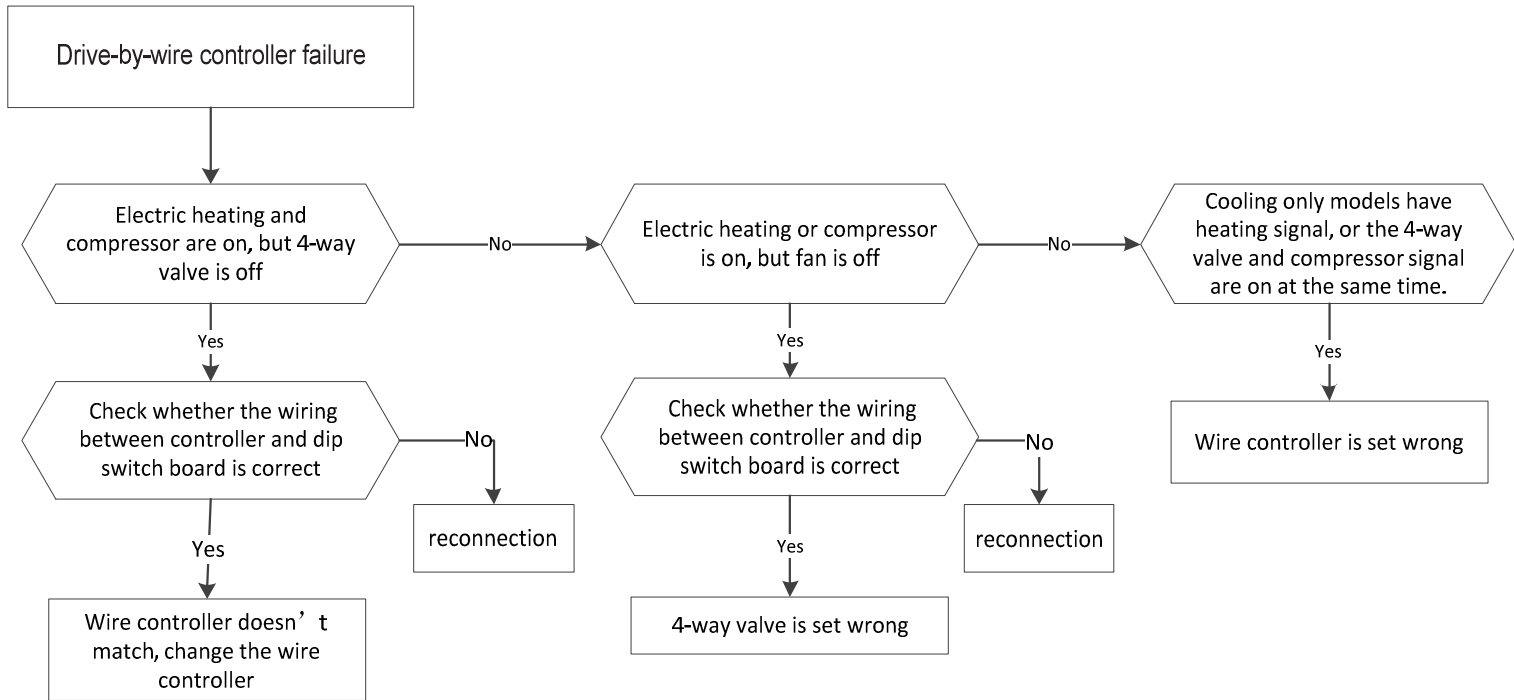 Drive-by-wire controller failure
Electric heating and
compressor are on, but 4-way
valve is off
No
Electric heating or compressor
is on, but fan is off
No
Cooling only models have
heating signal, or the 4-way
valve and compressor signal
are on at the same time.
Yes
Yes
Yes
Check whether the wiring
between controller and dip
switch board is correct
No
Check whether the wiring
between controller and dip
switch board is correct
No
Wire controller is set wrong
reconnection
reconnection
Yes
Yes
Wire controller doesn’t
match, change the wire
controller
4-way valve is set wrong